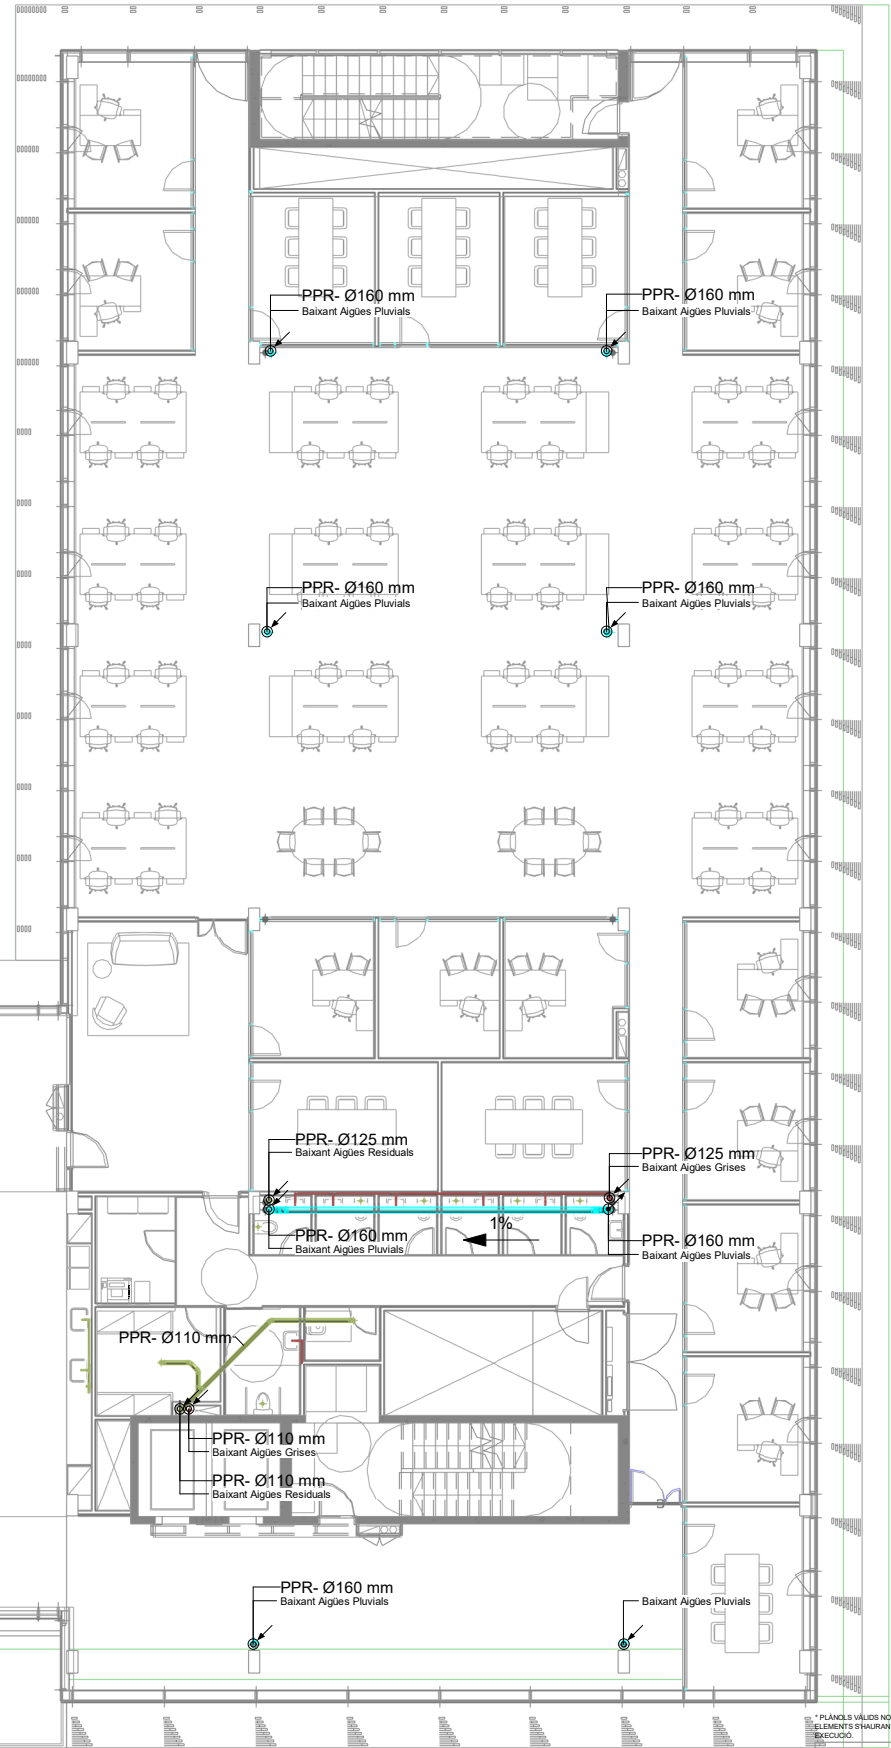 PPR- Ø160 mm
Baixant Aigües Pluvials
PPR- Ø160 mm
Baixant Aigües Pluvials
PPR- Ø160 mm
Baixant Aigües Pluvials
PPR- Ø160 mm
Baixant Aigües Pluvials
PPR- Ø125 mm
Baixant Aigües Residuals
PPR- Ø125 mm
Baixant Aigües Grises
1%
PPR- Ø160 mm
Baixant Aigües Pluvials
PPR- Ø160 mm
Baixant Aigües Pluvials
PPR- Ø110 mm
PPR- Ø110 mm
Baixant Aigües Grises
PPR- Ø110 mm
Baixant Aigües Residuals
PPR- Ø160 mm
Baixant Aigües Pluvials
Baixant Aigües Pluvials
* PLÀNOLS VÀLIDS NO
ELEMENTS S'HAURAN
EXECUCIÓ.